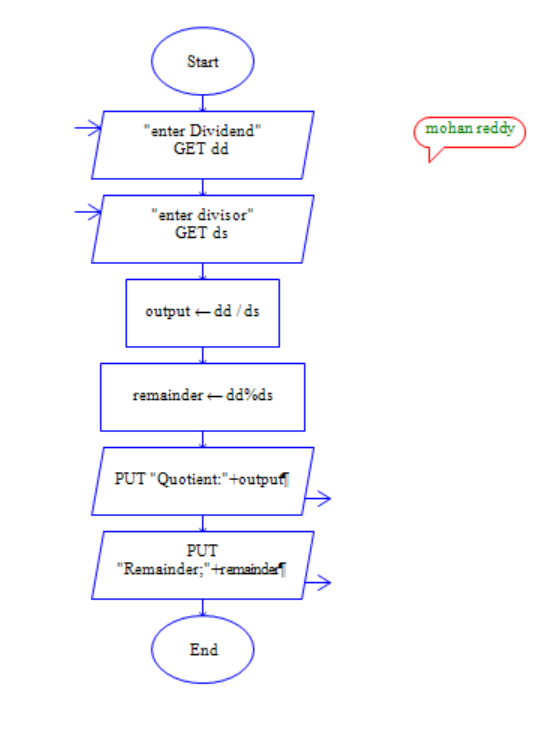 Start
"enter Dividend"
GET dd
mohan reddy
"enter divisor"
GET ds
output ← dd / ds
remainder ← dd%ds
PUT "Quotient:"+output¶
PUT
"Remainder;"+remainder¶
End